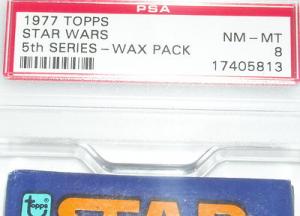 PSA
1977 TOPPS
STAR WARS NM - MT
5th SERIES - WAX PACK 8
17405813
topps
STAR